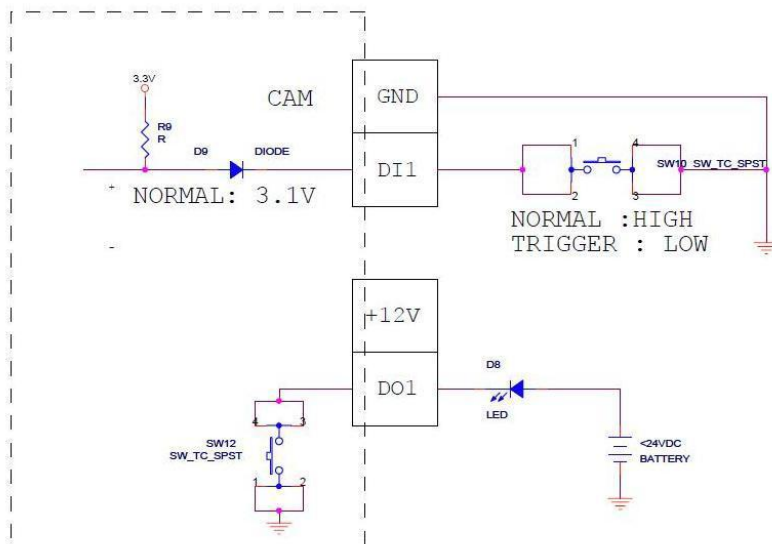 3.3V
R9
R
CAM
GND
D9 DIODE
DI1
+
NORMAL: 3.1V
-
1 4
SW10 SW_TC_SPST
2 3
NORMAL :HIGH
TRIGGER : LOW
+12V
DO1
D8
LED
4 3
SW12
SW_TC_SPST
1 2
<24VDC
BATTERY